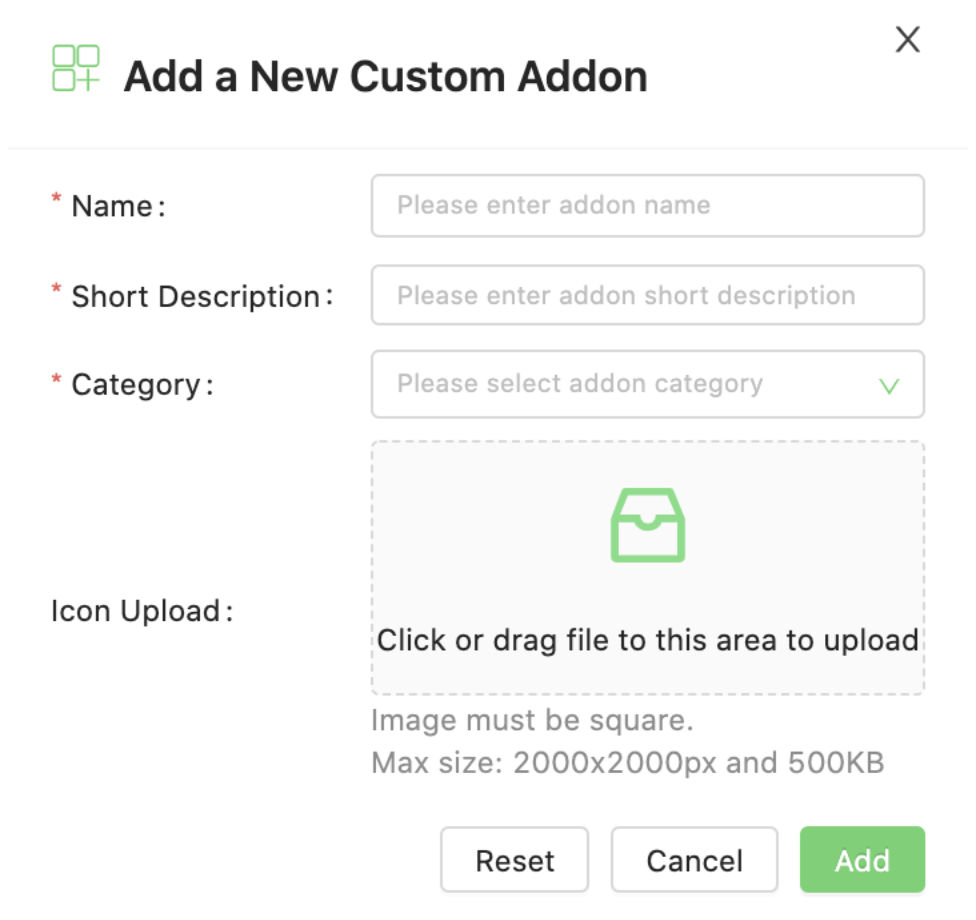 Add a New Custom Addon
* Name:
Please enter addon name
* Short Description:
Please enter addon short description
* Category:
Please select addon category
Icon Upload:
Click or drag file to this area to upload
Image must be square.
Max size: 2000x2000px and 500KB
Reset
Cancel
Add